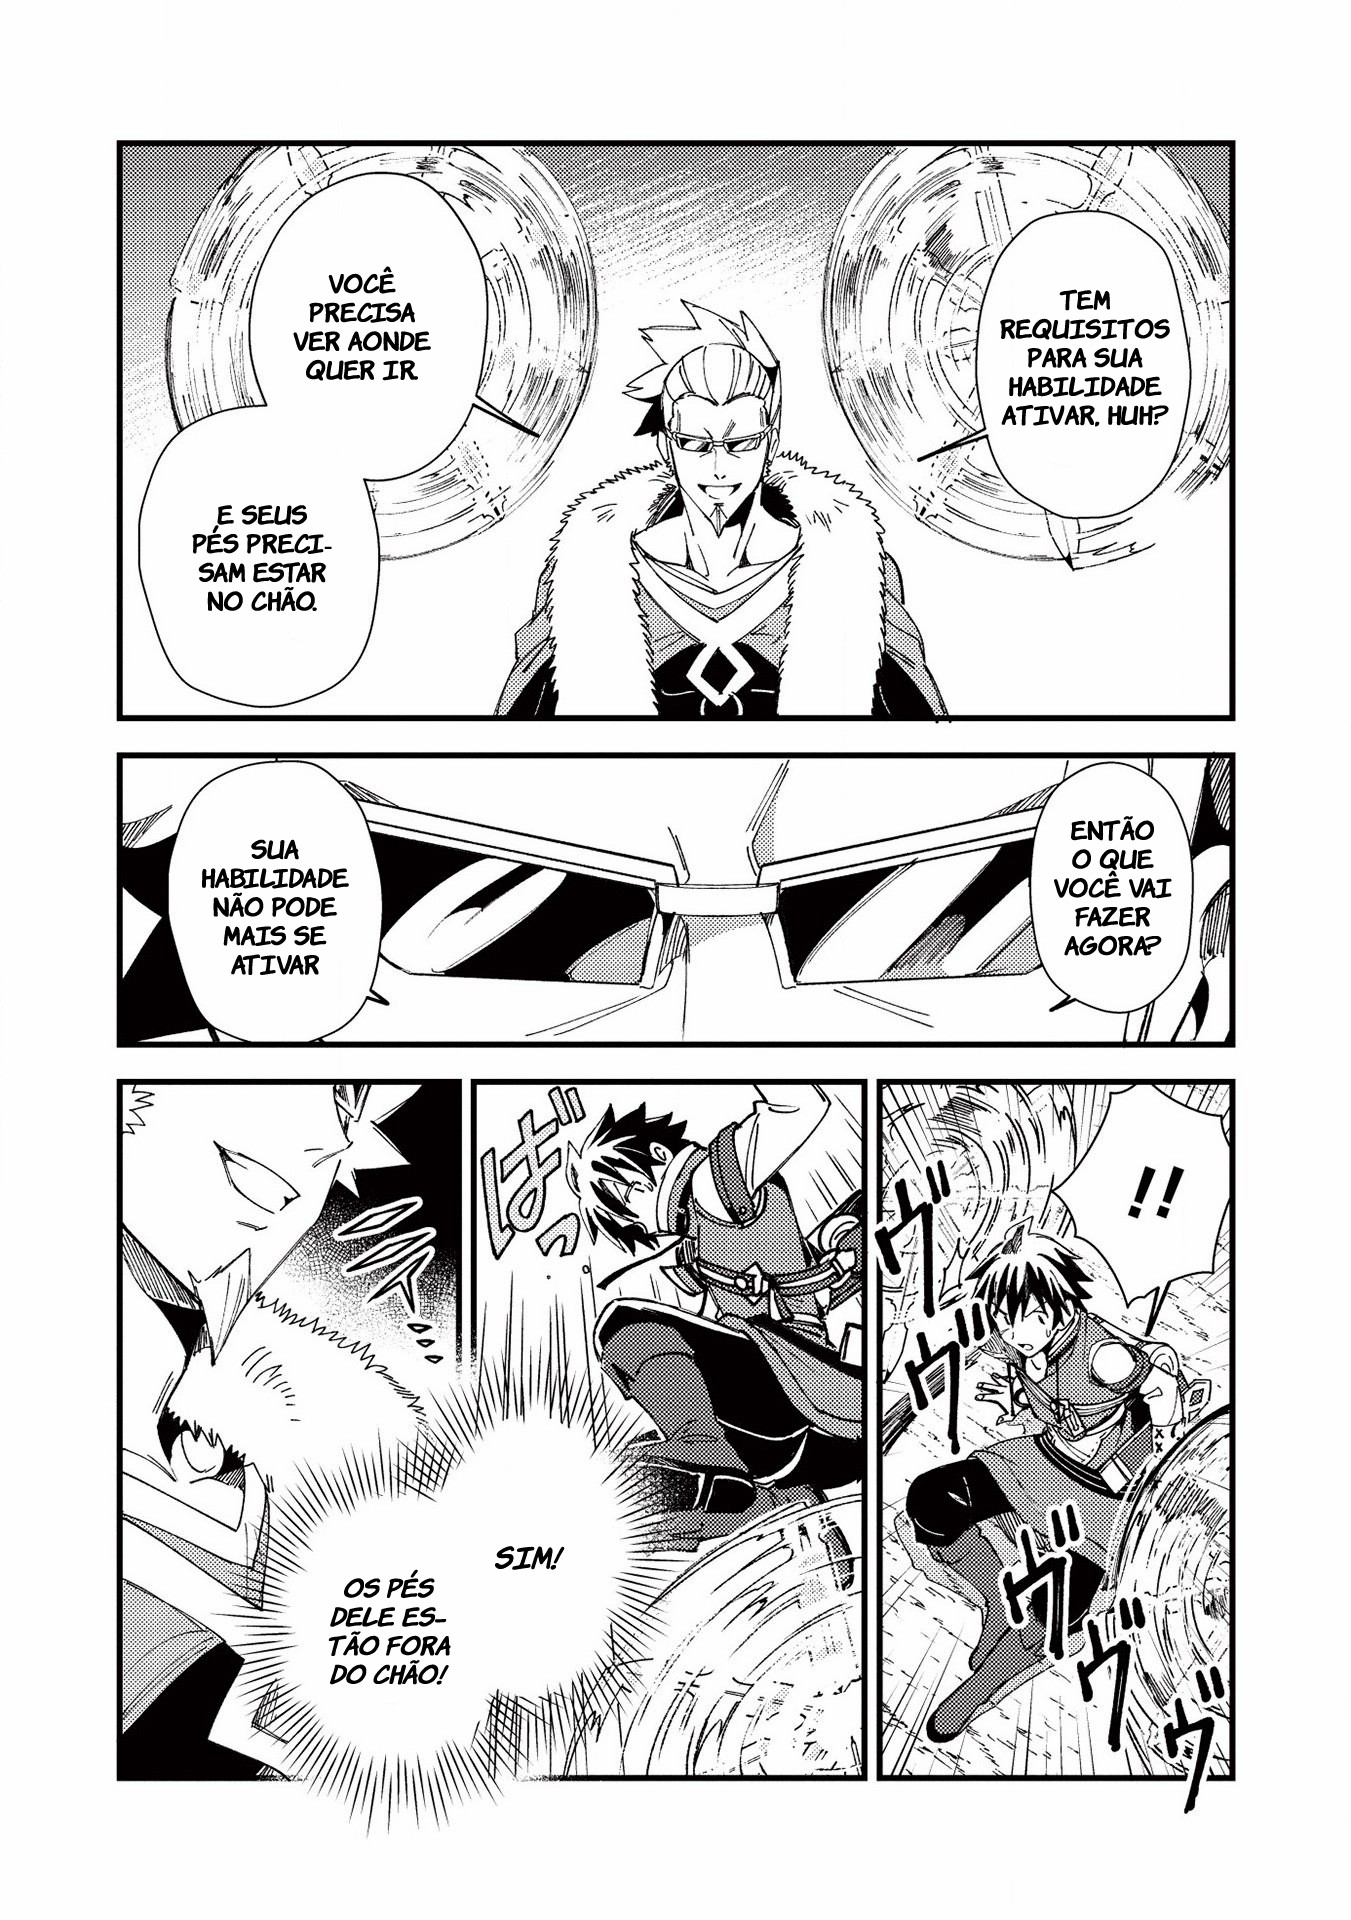 TEM
REQUISITOS
PARA SUA
HABILIDADE
ATIVAR, HUH?
VOCÊ
PRECISA
VER AONDE
QUER IR.
E SEUS
PÉS PRECI-
SAM ESTAR
NO CHÃO.
ENTÃO
O QUE
VOCÊ VAI
FAZER
AGORA?
SUA
HABILIDADE
NÃO PODE
MAIS SE
ATIVAR
!!
ヴヴヴヴヴヴ
ばっ
SIM!
OS PÉS
DELE ES-
TÃO FORA
DO CHÃO!